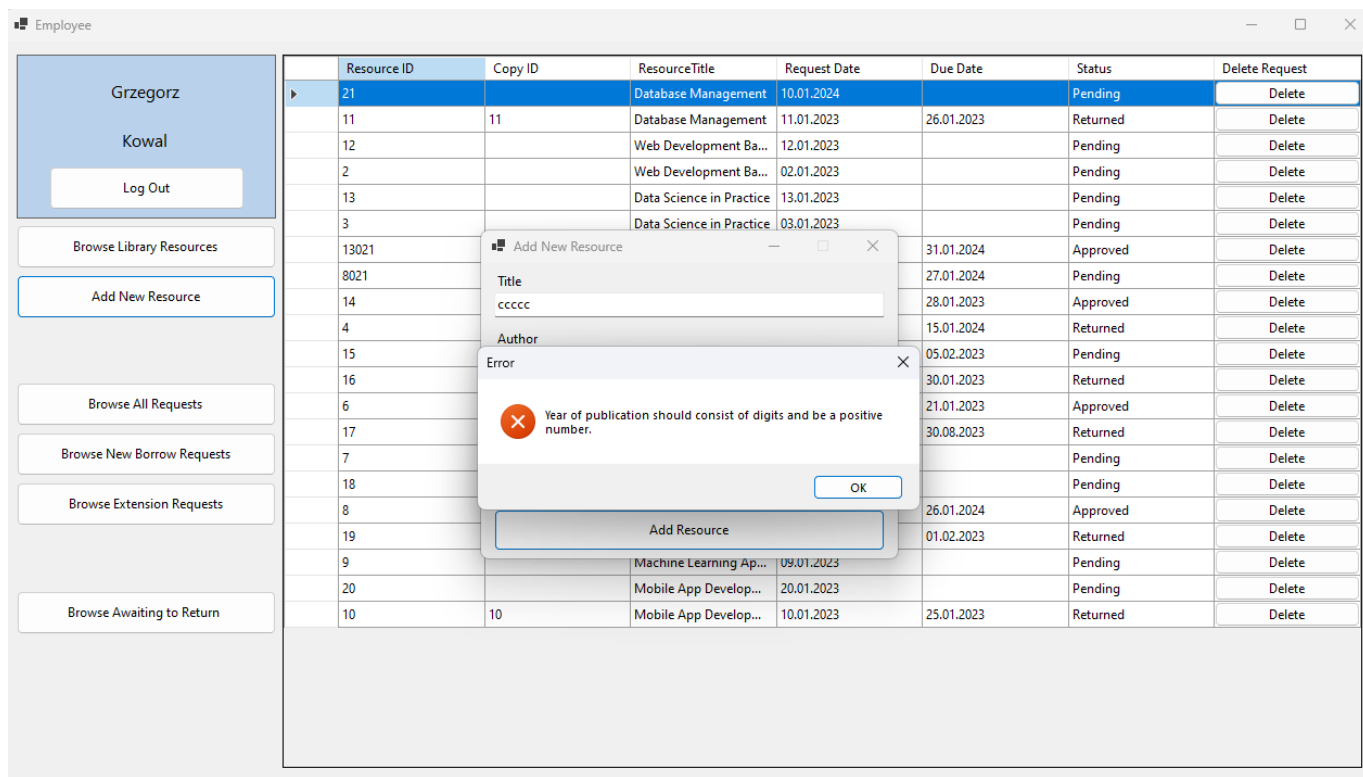 Employee
Grzegorz
Kowal
Log Out
Browse Library Resources
Add New Resource
Browse All Requests
Browse New Borrow Requests
Browse Extension Requests
Browse Awaiting to Return
Resource ID Copy ID ResourceTitle Request Date Due Date Status Delete Request
21 Database Management 10.01.2024 Pending Delete
11 11 Database Management 11.01.2023 26.01.2023 Returned Delete
12 Web Development Ba... 12.01.2023 Pending Delete
2 Web Development Ba... 02.01.2023 Pending Delete
13 Data Science in Practice 13.01.2023 Pending Delete
3 Data Science in Practice 03.01.2023 Pending Delete
13021 31.01.2024 Approved Delete
8021 27.01.2024 Pending Delete
14 28.01.2023 Approved Delete
4 15.01.2024 Returned Delete
15 05.02.2023 Pending Delete
16 30.01.2023 Returned Delete
6 21.01.2023 Approved Delete
17 30.08.2023 Returned Delete
7 Pending Delete
18 Pending Delete
8 26.01.2024 Approved Delete
19 01.02.2023 Returned Delete
9 Machine Learning Ap... 09.01.2023 Pending Delete
20 Mobile App Develop... 20.01.2023 Pending Delete
10 10 Mobile App Develop... 10.01.2023 25.01.2023 Returned Delete
Add New Resource
Title
ccccc
Author
Error
Year of publication should consist of digits and be a positive
number.
OK
Add Resource